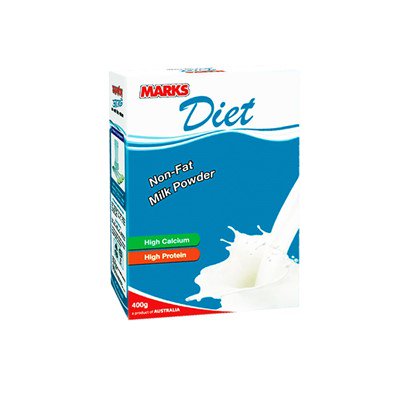 MARKS
Diet
Non-Fat
Milk Powder
High Calcium
High Protein
400g
A product of AUSTRALIA